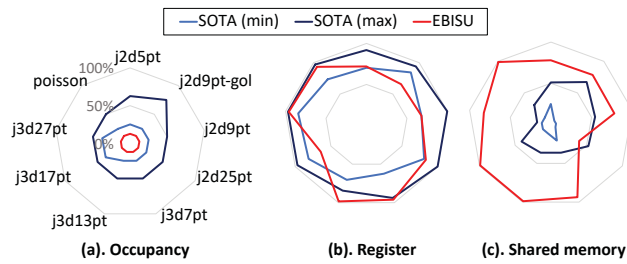 SOTA (min) SOTA (max) EBISU
j2d5pt
100%
poisson
j2d9pt-gol
50%
j3d27pt
0%
j2d9pt
j3d17pt
j2d25pt
j3d13pt
j3d7pt
(a). Occupancy (b). Register (c). Shared memory